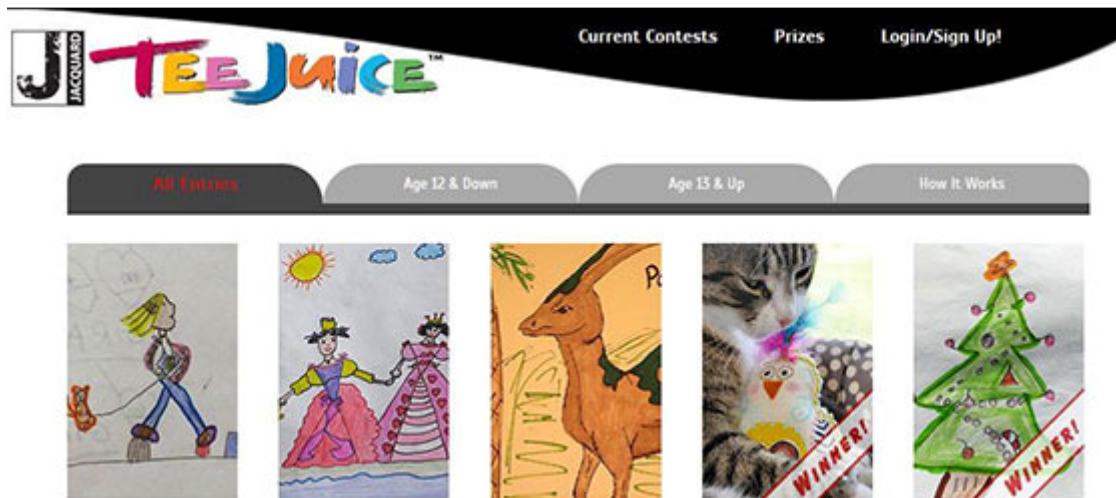 Current Contests Prizes Login/Sign Up!
J JACQUARD TEE JUICE™
All Entries Age 12 & Down Age 13 & Up How It Works
WINNER! WINNER!